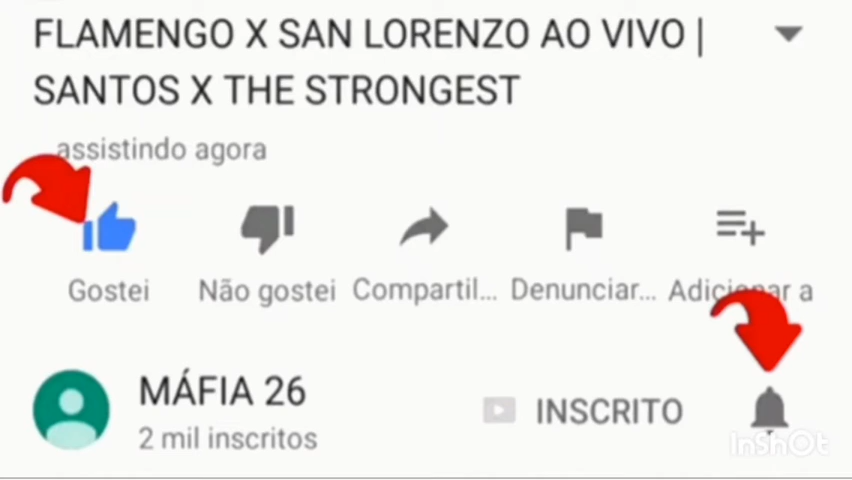 FLAMENGO X SAN LORENZO AO VIVO |
SANTOS X THE STRONGEST
assistindo agora
Gostei Não gostei Compartil... Denunciar... Adicionar a
MÁFIA 26
INSCRITO
2 mil inscritos
InShOt